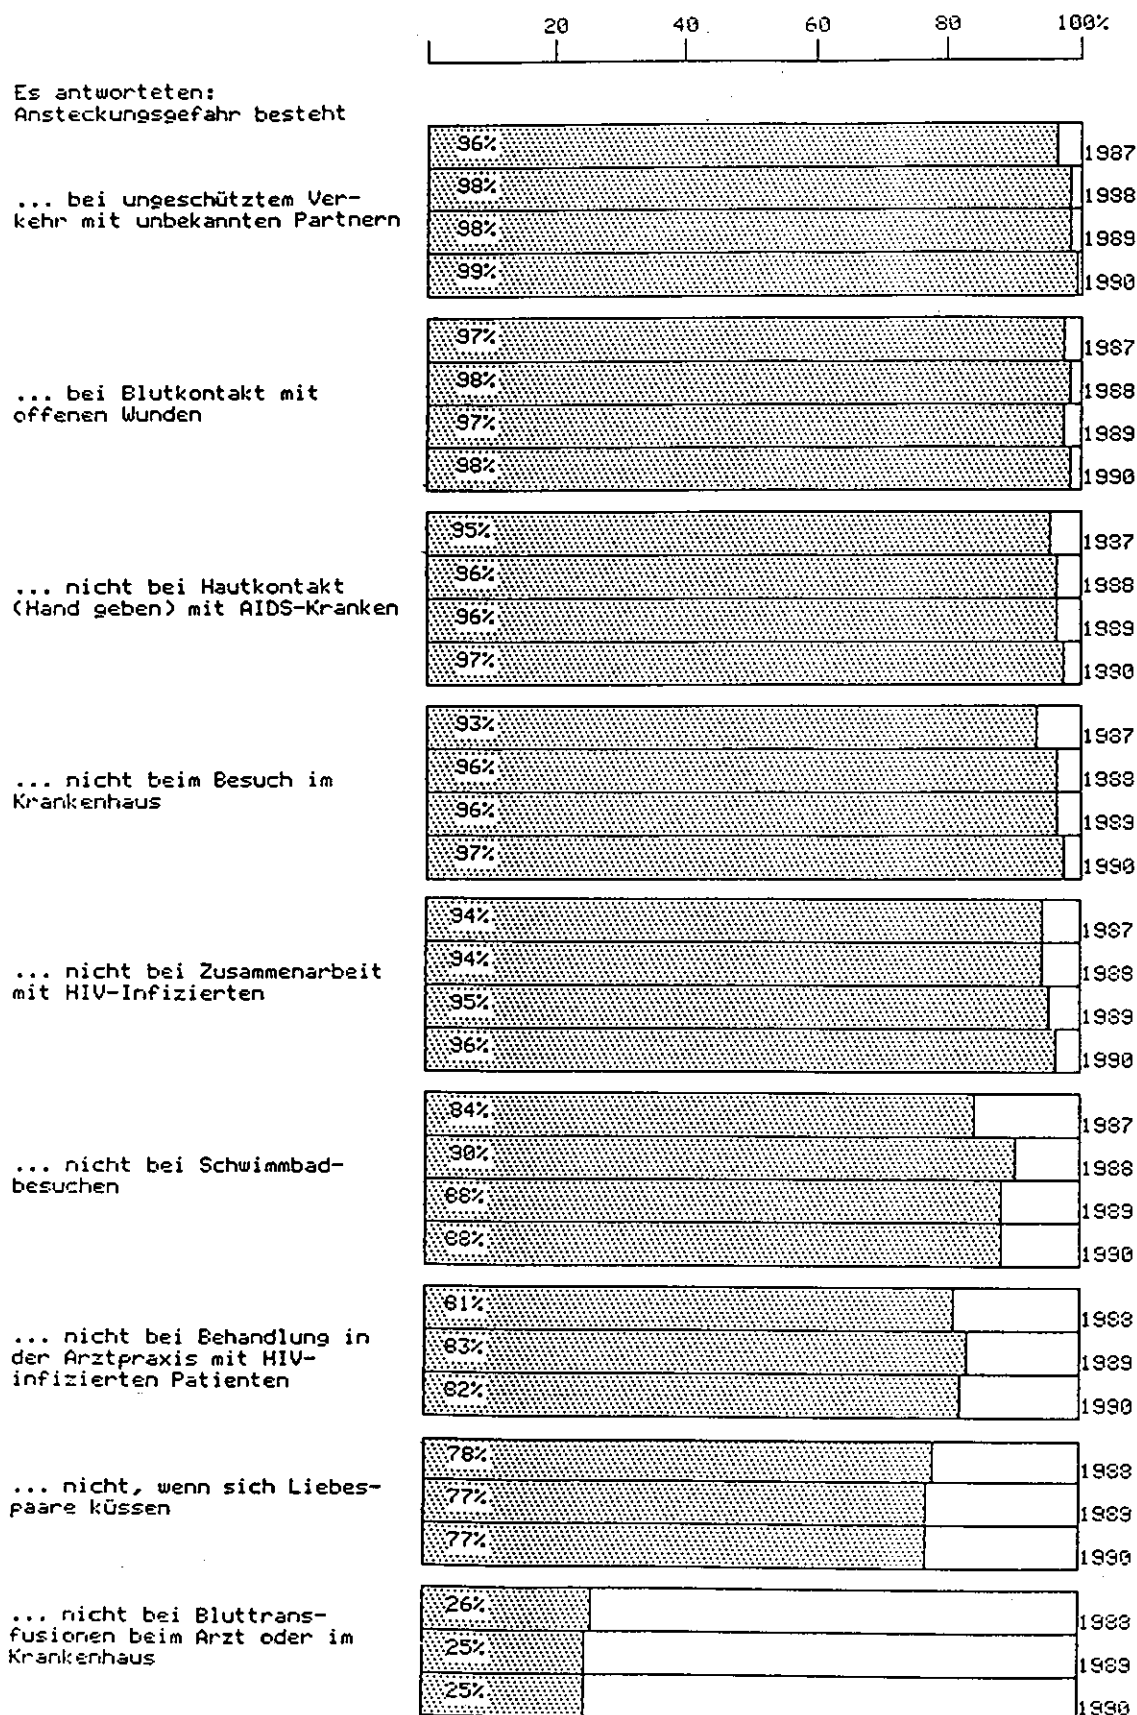 20 40 60 80 100%
Es antworteten:
Ansteckungsgefahr besteht
96% 1987
... bei ungeschütztem Ver-
98% 1988
kehr mit unbekannten Partnern
98% 1989
99% 1990
97% 1987
... bei Blutkontakt mit
98% 1988
offenen Wunden
97% 1989
98% 1990
95% 1987
... nicht bei Hautkontakt
96% 1988
(Hand geben) mit AIDS-Kranken
96% 1989
97% 1990
93% 1987
... nicht beim Besuch im
96% 1988
Krankenhaus
96% 1989
97% 1990
94% 1987
... nicht bei Zusammenarbeit
94% 1988
mit HIV-Infizierten
95% 1989
96% 1990
84% 1987
... nicht bei Schwimmbad-
90% 1988
besuchen
88% 1989
88% 1990
81% 1988
... nicht bei Behandlung in
der Arztpraxis mit HIV-
83% 1989
infizierten Patienten
82% 1990
78% 1988
... nicht, wenn sich Liebes-
paare küssen
77% 1989
77% 1990
26% 1988
... nicht bei Bluttrans-
fusionen beim Arzt oder im
25% 1989
Krankenhaus
25% 1990